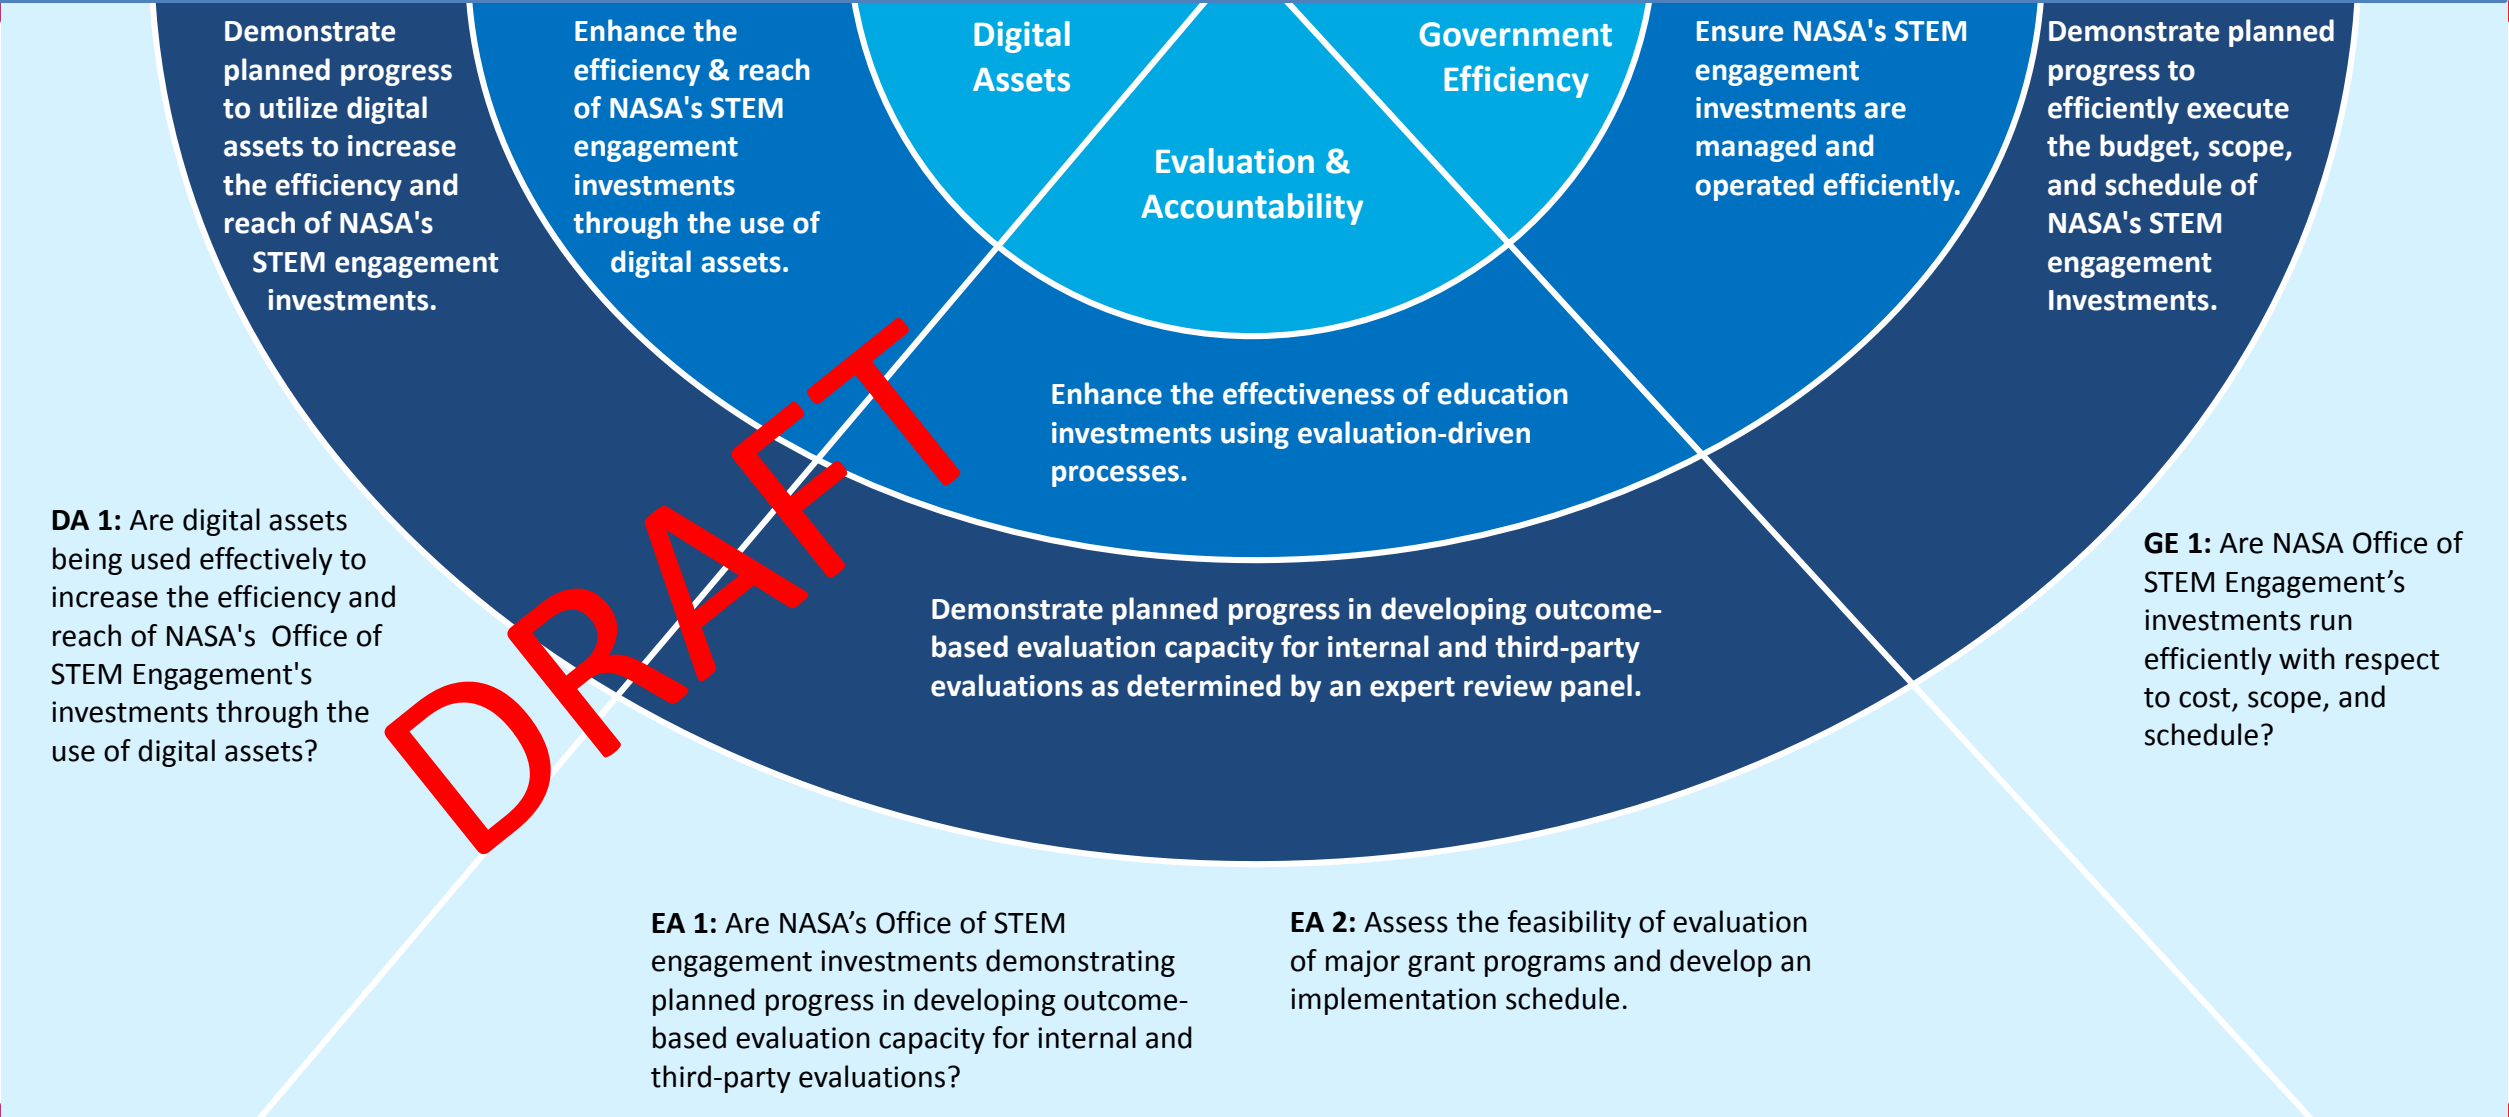 Demonstrate
planned progress
to utilize digital
assets to increase
the efficiency and
reach of NASA's
STEM engagement
investments.
Enhance the
efficiency & reach
of NASA's STEM
engagement
investments
through the use of
digital assets.
Digital
Assets
Evaluation &
Accountability
Government
Efficiency
Ensure NASA's STEM
engagement
investments are
managed and
operated efficiently.
Demonstrate planned
progress to
efficiently execute
the budget, scope,
and schedule of
NASA's STEM
engagement
Investments.
Enhance the effectiveness of education
investments using evaluation-driven
processes.
Demonstrate planned progress in developing outcome-
based evaluation capacity for internal and third-party
evaluations as determined by an expert review panel.
DRAFT
DA 1: Are digital assets
being used effectively to
increase the efficiency and
reach of NASA's  Office of
STEM Engagement's
investments through the
use of digital assets?
GE 1: Are NASA Office of
STEM Engagement’s
investments run
efficiently with respect
to cost, scope, and
schedule?
EA 1: Are NASA’s Office of STEM
engagement investments demonstrating
planned progress in developing outcome-
based evaluation capacity for internal and
third-party evaluations?
EA 2: Assess the feasibility of evaluation
of major grant programs and develop an
implementation schedule.